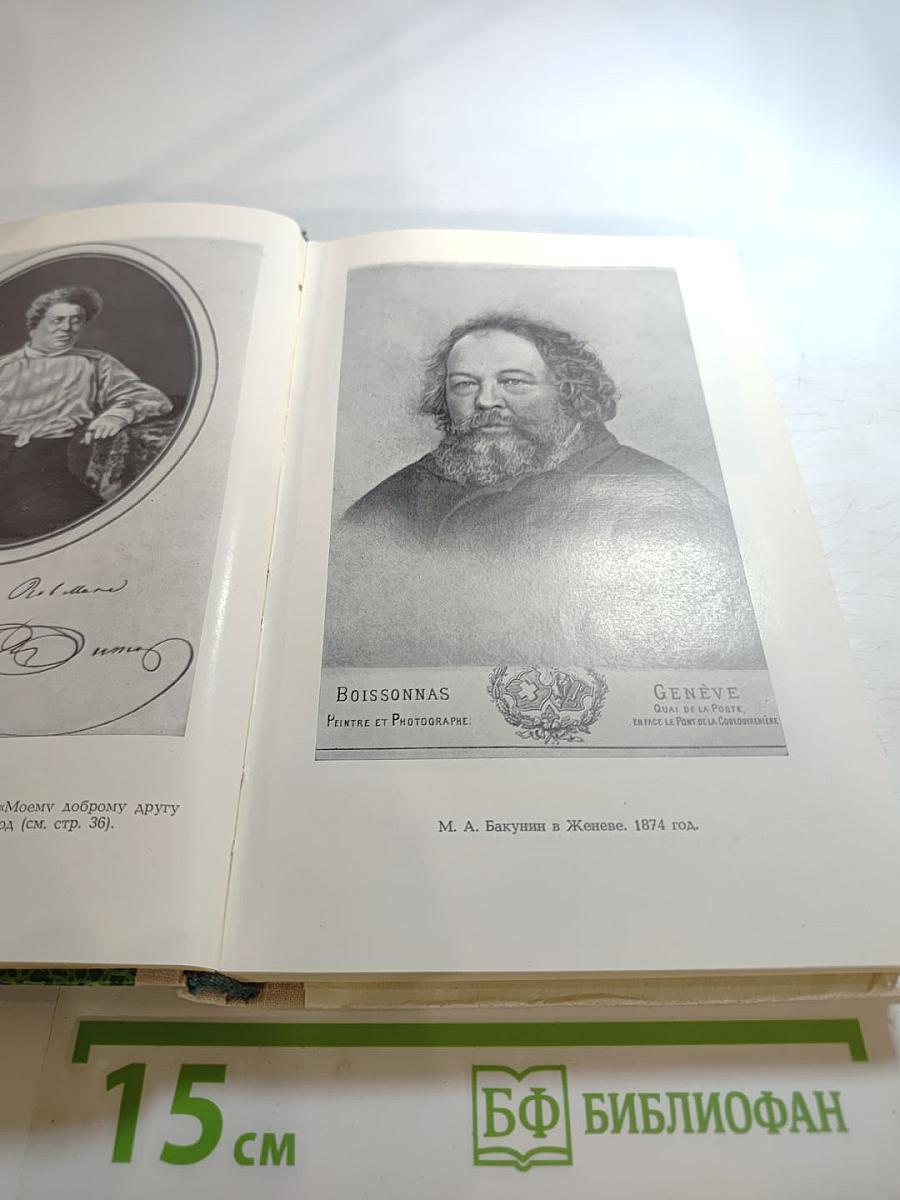 «Моему доброму другу
од (см. стр. 36).
BOISSONNAS
PEINTRE ET PHOTOGRAPHE.
GENÈVE
QUAI DE LA POSTE,
EN FACE LE PONT DE LA COULOUVRENIÈRE
М. А. Бакунин в Женеве. 1874 год.
15 см
БФ БИБЛИОФАН